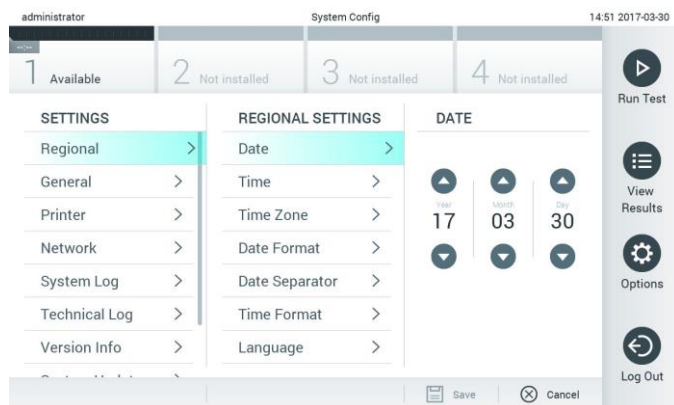 administrator System Config 14:51 2017-03-30
--:--
1 Available 2 Not installed 3 Not installed 4 Not installed
Run Test
View
Results
Options
Log Out
SETTINGS
Regional
General
Printer
Network
System Log
Technical Log
Version Info
REGIONAL SETTINGS
Date
Time
Time Zone
Date Format
Date Separator
Time Format
Language
DATE
Year Month Day
17 03 30
Save Cancel